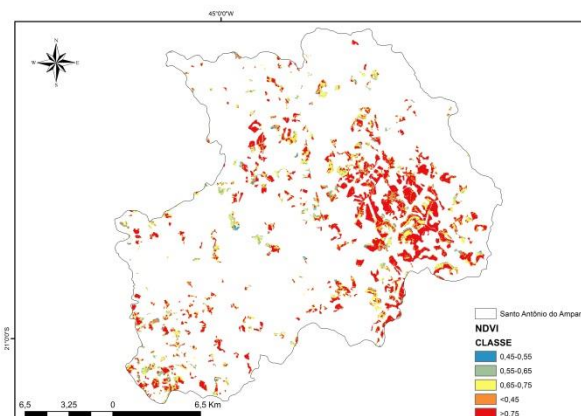 45°0'0"W
N
W E
S
21°0'0"S
Santo Antônio do Ampar
NDVI
CLASSE
0,45-0,55
0,55-0,65
0,65-0,75
<0,45
>0,75
6,5 3,25 0 6,5 Km